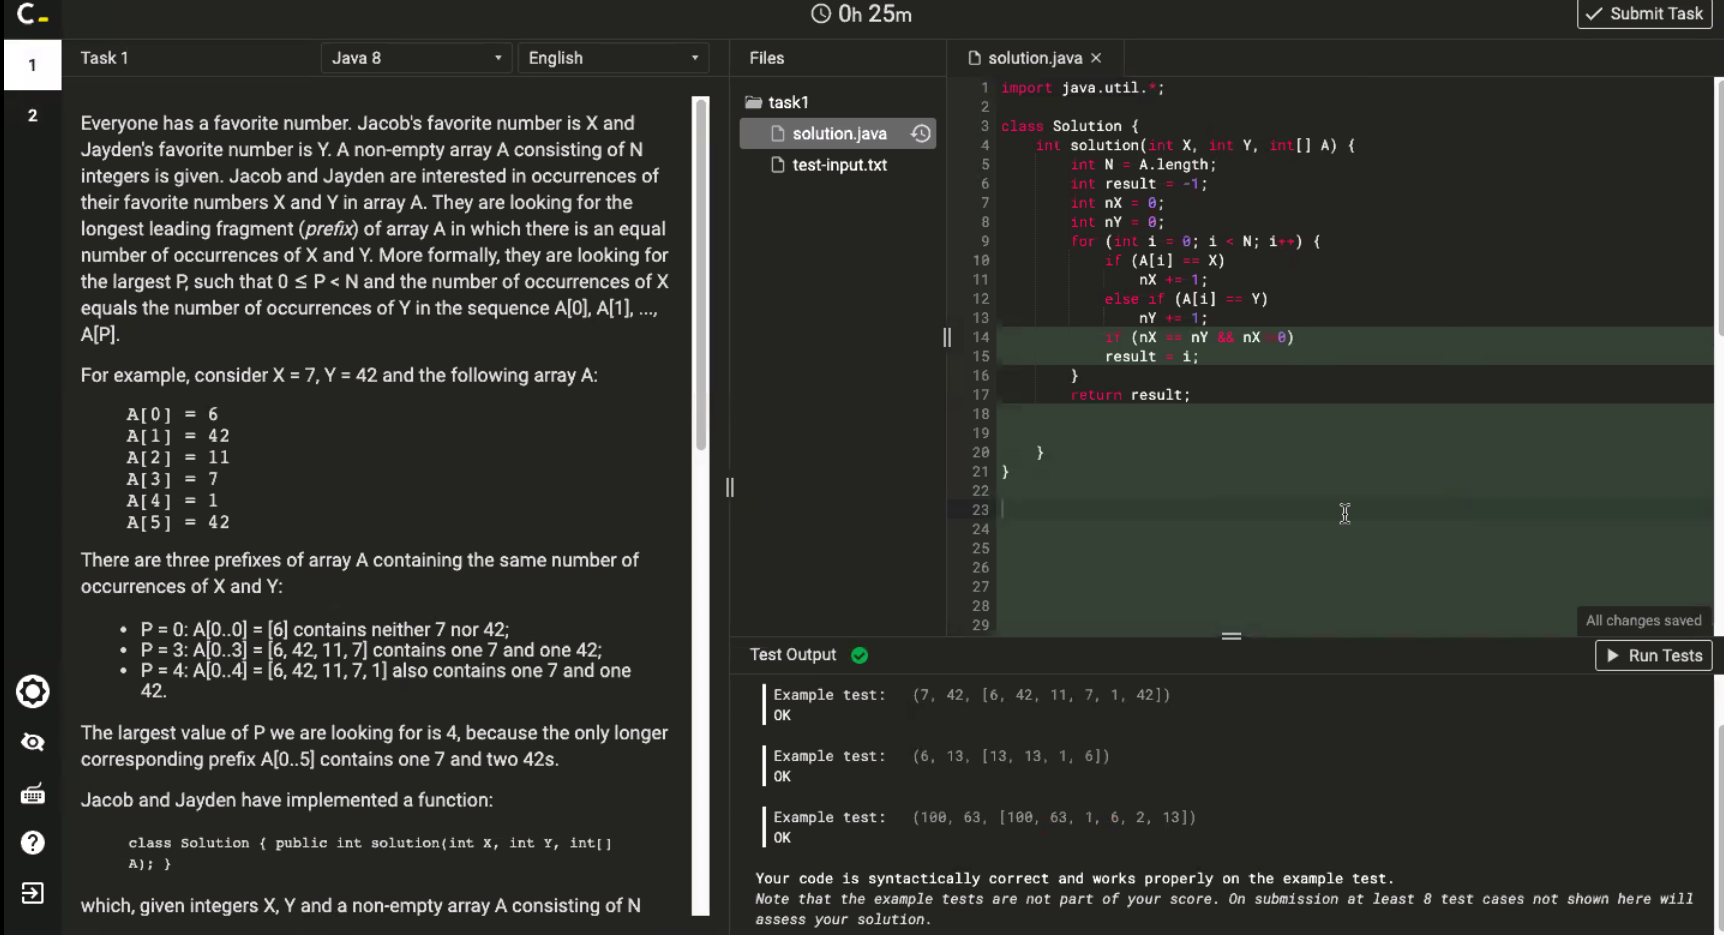 C
0h 25m
Submit Task
1
2
Task 1
Java 8
English
Everyone has a favorite number. Jacob's favorite number is X and
Jayden's favorite number is Y. A non-empty array A consisting of N
integers is given. Jacob and Jayden are interested in occurrences of
their favorite numbers X and Y in array A. They are looking for the
longest leading fragment (prefix) of array A in which there is an equal
number of occurrences of X and Y. More formally, they are looking for
the largest P, such that 0 ≤ P < N and the number of occurrences of X
equals the number of occurrences of Y in the sequence A[0], A[1], ...,
A[P].
For example, consider X = 7, Y = 42 and the following array A:
A[0] = 6
A[1] = 42
A[2] = 11
A[3] = 7
A[4] = 1
A[5] = 42
There are three prefixes of array A containing the same number of
occurrences of X and Y:
• P = 0: A[0..0] = [6] contains neither 7 nor 42;
• P = 3: A[0..3] = [6, 42, 11, 7] contains one 7 and one 42;
• P = 4: A[0..4] = [6, 42, 11, 7, 1] also contains one 7 and one
42.
The largest value of P we are looking for is 4, because the only longer
corresponding prefix A[0..5] contains one 7 and two 42s.
Jacob and Jayden have implemented a function:
class Solution { public int solution(int X, int Y, int[]
A); }
which, given integers X, Y and a non-empty array A consisting of N
Files
task1
solution.java
test-input.txt
solution.java ×
1 import java.util.*;
2
3 class Solution {
4 int solution(int X, int Y, int[] A) {
5 int N = A.length;
6 int result = -1;
7 int nX = 0;
8 int nY = 0;
9 for (int i = 0; i < N; i++) {
10 if (A[i] == X)
11 nX += 1;
12 else if (A[i] == Y)
13 nY += 1;
14 if (nX == nY && nX 0)
15 result = i;
16 }
17 return result;
18
19
20 }
21 }
22
23
24
25
26
27
28
29
All changes saved
Test Output
Run Tests
Example test: (7, 42, [6, 42, 11, 7, 1, 42])
OK
Example test: (6, 13, [13, 13, 1, 6])
OK
Example test: (100, 63, [100, 63, 1, 6, 2, 13])
OK
Your code is syntactically correct and works properly on the example test.
Note that the example tests are not part of your score. On submission at least 8 test cases not shown here will
assess your solution.